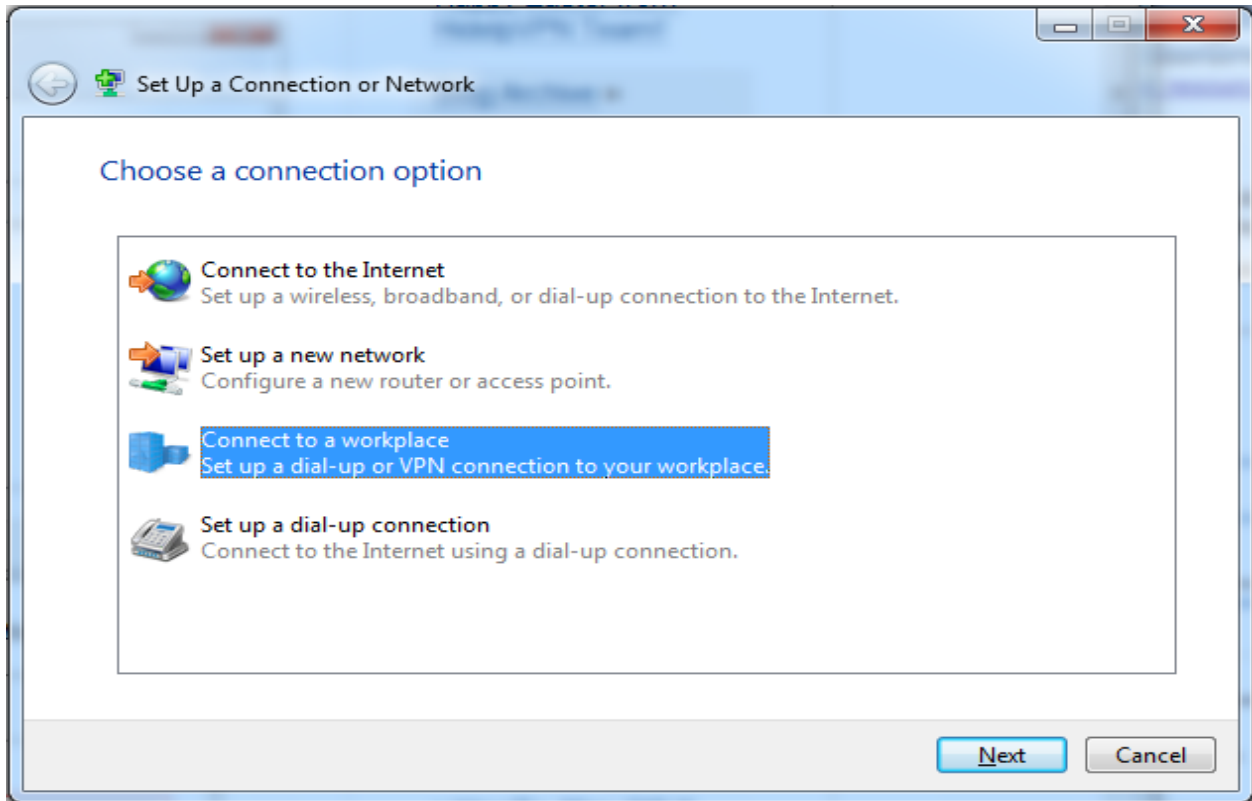 Set Up a Connection or Network
Choose a connection option
Connect to the Internet
Set up a wireless, broadband, or dial-up connection to the Internet.
Set up a new network
Configure a new router or access point.
Connect to a workplace
Set up a dial-up or VPN connection to your workplace.
Set up a dial-up connection
Connect to the Internet using a dial-up connection.
Next
Cancel